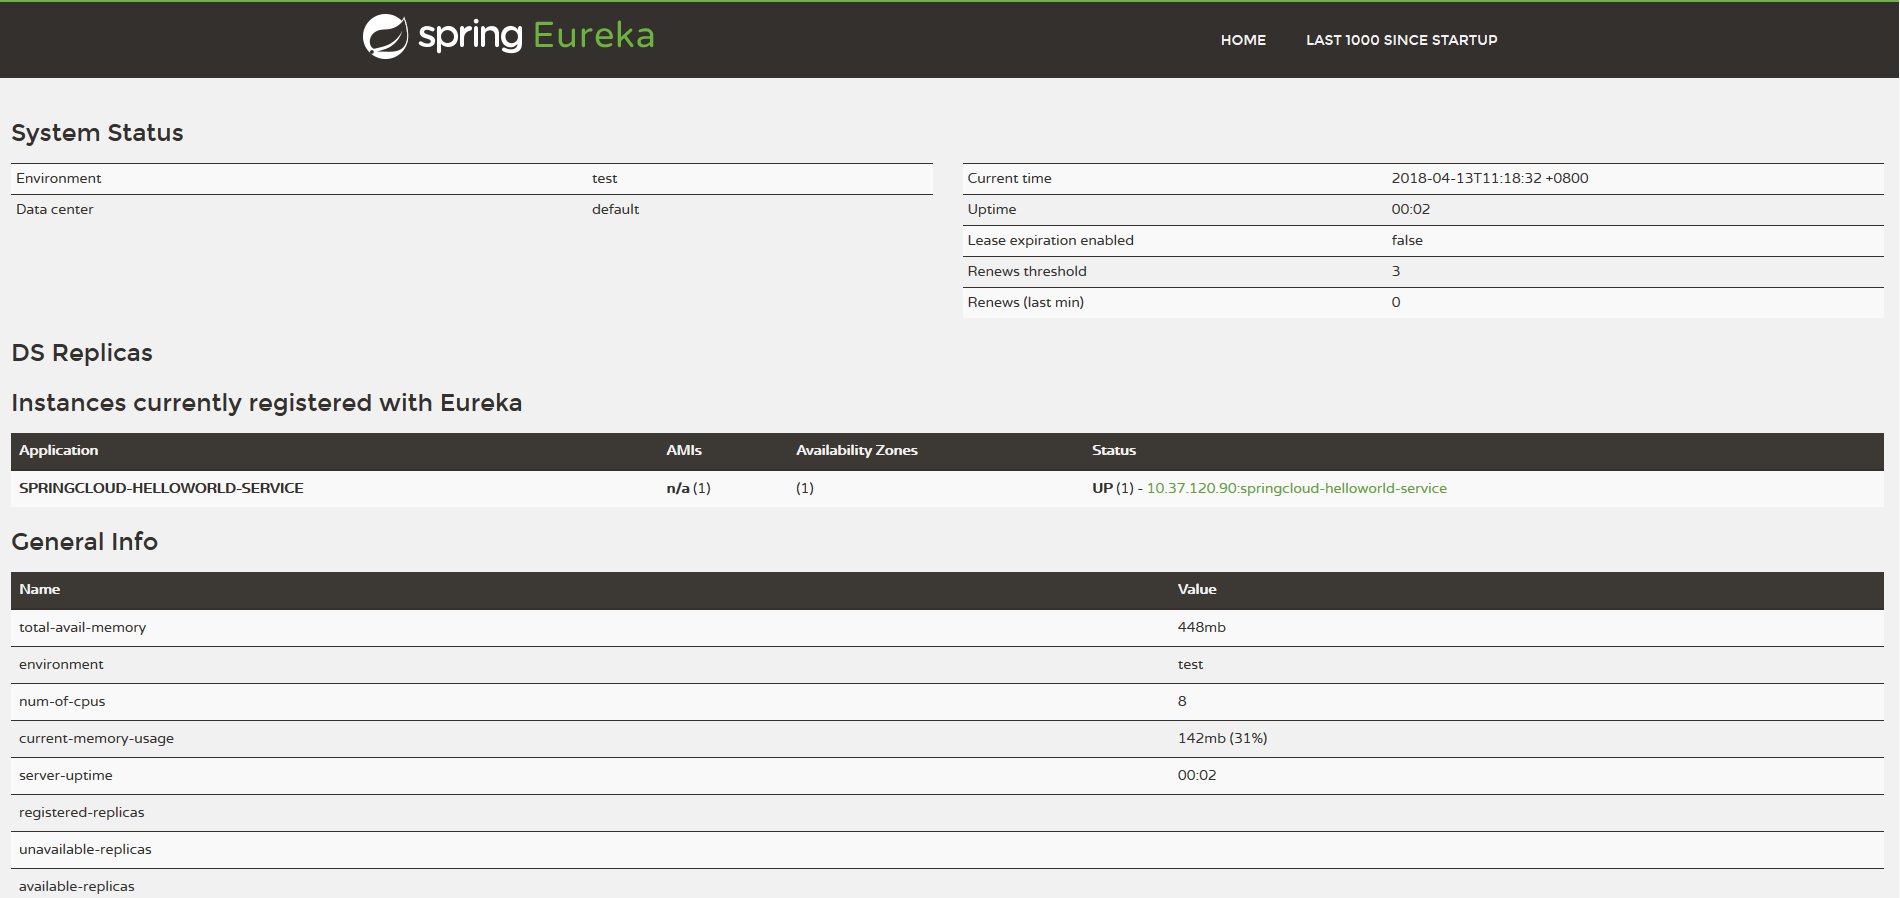 spring Eureka
HOME LAST 1000 SINCE STARTUP
System Status
Environment test
Data center default
Current time 2018-04-13T11:18:32 +0800
Uptime 00:02
Lease expiration enabled false
Renews threshold 3
Renews (last min) 0
DS Replicas
Instances currently registered with Eureka
Application AMIs Availability Zones Status
SPRINGCLOUD-HELLOWORLD-SERVICE n/a (1) (1) UP (1) - 10.37.120.90:springcloud-helloworld-service
General Info
Name Value
total-avail-memory 448mb
environment test
num-of-cpus 8
current-memory-usage 142mb (31%)
server-uptime 00:02
registered-replicas
unavailable-replicas
available-replicas